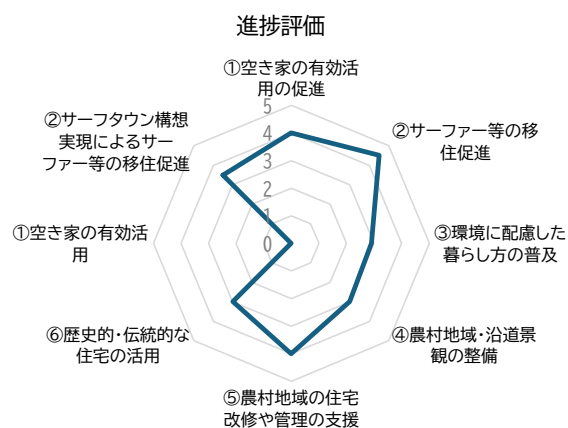 進捗評価
①空き家の有効活
用の促進
②サーファー等の移
住促進
③環境に配慮した
暮らし方の普及
④農村地域・沿道景
観の整備
⑤農村地域の住宅
改修や管理の支援
⑥歴史的・伝統的な
住宅の活用
①空き家の有効活
用
②サーフタウン構想
実現によるサー
ファー等の移住促進
5
4
3
2
1
0